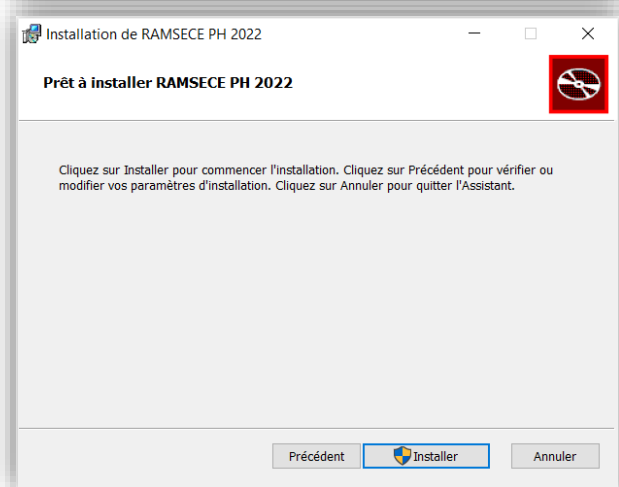 Installation de RAMSECE PH 2022
Prêt à installer RAMSECE PH 2022
Cliquez sur Installer pour commencer l'installation. Cliquez sur Précédent pour vérifier ou
modifier vos paramètres d'installation. Cliquez sur Annuler pour quitter l'Assistant.
Précédent
Installer
Annuler